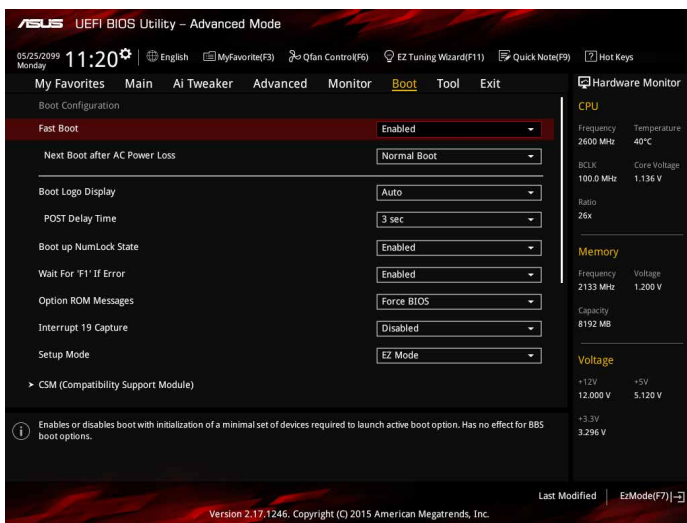 ASUS UEFI BIOS Utility – Advanced Mode
05/25/2099
Monday
11:20
English
MyFavorite(F3)
Qfan Control(F6)
EZ Tuning Wizard(F11)
Quick Note(F9)
? Hot Keys
My Favorites Main Ai Tweaker Advanced Monitor Boot Tool Exit
Boot Configuration
Fast Boot Enabled
Next Boot after AC Power Loss Normal Boot
Boot Logo Display Auto
POST Delay Time 3 sec
Boot up NumLock State Enabled
Wait For 'F1' If Error Enabled
Option ROM Messages Force BIOS
Interrupt 19 Capture Disabled
Setup Mode EZ Mode
> CSM (Compatibility Support Module)
i
Enables or disables boot with initialization of a minimal set of devices required to launch active boot option. Has no effect for BBS
boot options.
Hardware Monitor
CPU
Frequency Temperature
2600 MHz 40°C
BCLK Core Voltage
100.0 MHz 1.136 V
Ratio
26x
Memory
Frequency Voltage
2133 MHz 1.200 V
Capacity
8192 MB
Voltage
+12V +5V
12.000 V 5.120 V
+3.3V
3.296 V
Last Modified
EzMode(F7)
Version 2.17.1246. Copyright (C) 2015 American Megatrends, Inc.